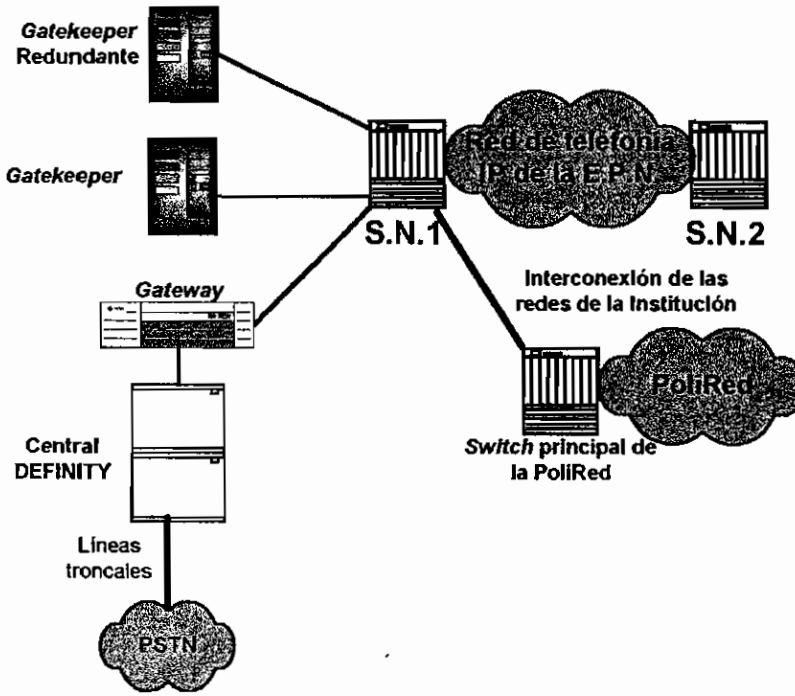 Gatekeeper
Redundante
Gatekeeper
Red de telefonía
IP de la E.P.N.
S.N.1
S.N.2
Interconexión de las
redes de la Institución
Gateway
PoliRed
Switch principal de
la PoliRed
Central
DEFINITY
Líneas
troncales
PSTN